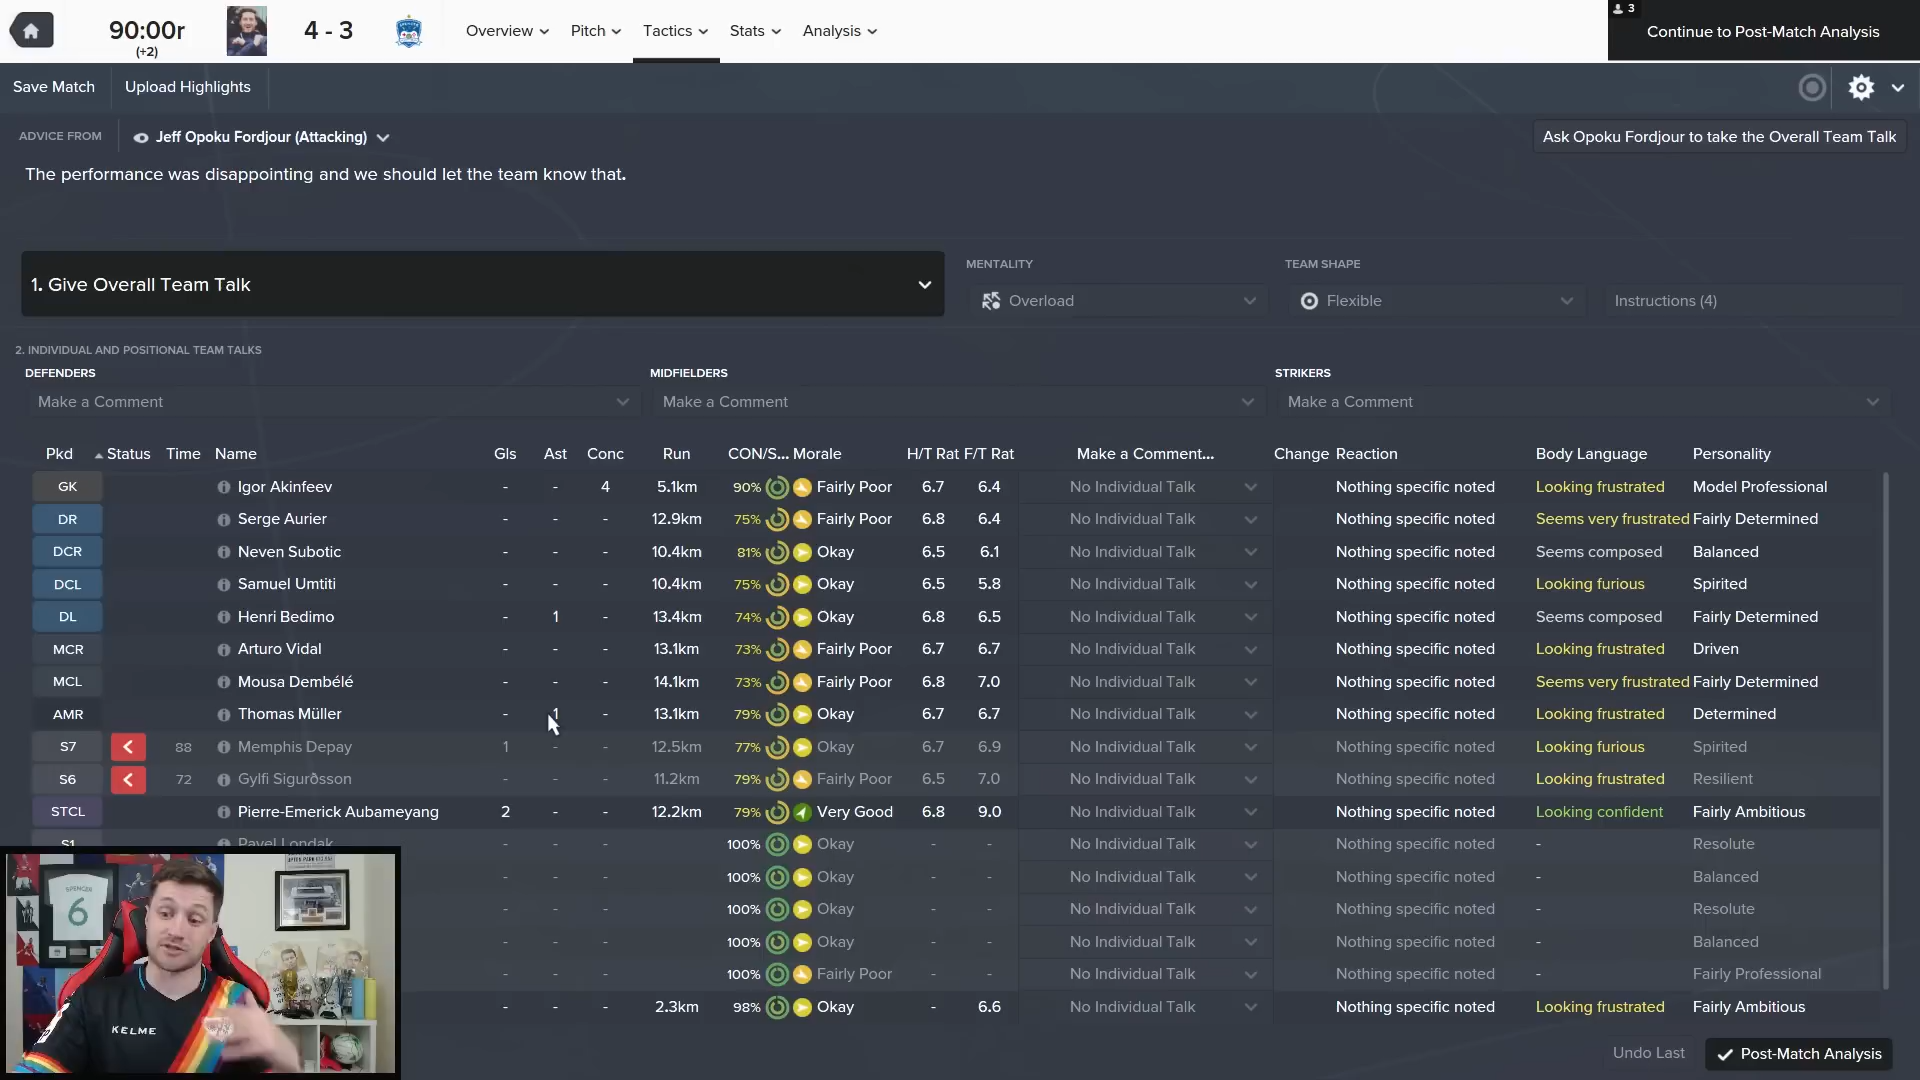 90:00r
(+2)
4 - 3
Overview
Pitch
Tactics
Stats
Analysis
3
Continue to Post-Match Analysis
Save Match
Upload Highlights
ADVICE FROM
Jeff Opoku Fordjour (Attacking)
Ask Opoku Fordjour to take the Overall Team Talk
The performance was disappointing and we should let the team know that.
1. Give Overall Team Talk
MENTALITY
Overload
TEAM SHAPE
Flexible
Instructions (4)
2. INDIVIDUAL AND POSITIONAL TEAM TALKS
DEFENDERS MIDFIELDERS STRIKERS
Make a Comment Make a Comment Make a Comment
Pkd Status Time Name Gls Ast Conc Run CON/S... Morale H/T Rat F/T Rat Make a Comment... Change Reaction Body Language Personality
GK Igor Akinfeev - - 4 5.1km 90% Fairly Poor 6.7 6.4 No Individual Talk Nothing specific noted Looking frustrated Model Professional
DR Serge Aurier - - - 12.9km 75% Fairly Poor 6.8 6.4 No Individual Talk Nothing specific noted Seems very frustrated Fairly Determined
DCR Neven Subotic - - - 10.4km 81% Okay 6.5 6.1 No Individual Talk Nothing specific noted Seems composed Balanced
DCL Samuel Umtiti - - - 10.4km 75% Okay 6.5 5.8 No Individual Talk Nothing specific noted Looking furious Spirited
DL Henri Bedimo - 1 - 13.4km 74% Okay 6.8 6.5 No Individual Talk Nothing specific noted Seems composed Fairly Determined
MCR Arturo Vidal - - - 13.1km 73% Fairly Poor 6.7 6.7 No Individual Talk Nothing specific noted Looking frustrated Driven
MCL Mousa Dembélé - - - 14.1km 73% Fairly Poor 6.8 7.0 No Individual Talk Nothing specific noted Seems very frustrated Fairly Determined
AMR Thomas Müller - 1 - 13.1km 79% Okay 6.7 6.7 No Individual Talk Nothing specific noted Looking frustrated Determined
S7 88 Memphis Depay 1 - - 12.5km 77% Okay 6.7 6.9 No Individual Talk Nothing specific noted Looking furious Spirited
S6 72 Gylfi Sigurðsson - - - 11.2km 79% Fairly Poor 6.5 7.0 No Individual Talk Nothing specific noted Looking frustrated Resilient
STCL Pierre-Emerick Aubameyang 2 - - 12.2km 79% Very Good 6.8 9.0 No Individual Talk Nothing specific noted Looking confident Fairly Ambitious
S1 Pavel Londak - - - 100% Okay - - No Individual Talk Nothing specific noted - Resolute
- - - 100% Okay - - No Individual Talk Nothing specific noted - Balanced
- - - 100% Okay - - No Individual Talk Nothing specific noted - Resolute
- - - 100% Okay - - No Individual Talk Nothing specific noted - Balanced
- - - 100% Fairly Poor - - No Individual Talk Nothing specific noted - Fairly Professional
- - - 2.3km 98% Okay - 6.6 No Individual Talk Nothing specific noted Looking frustrated Fairly Ambitious
SPENCER
6
KELME
Undo Last
Post-Match Analysis